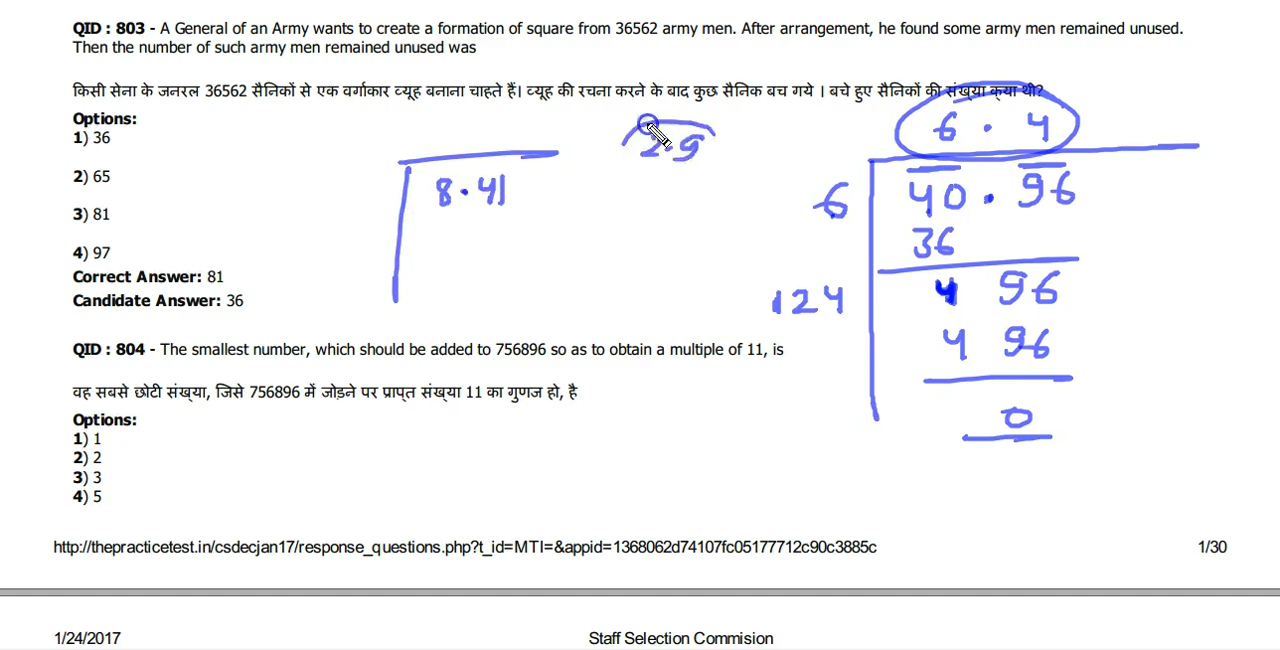 QID : 803 - A General of an Army wants to create a formation of square from 36562 army men. After arrangement, he found some army men remained unused.
Then the number of such army men remained unused was
किसी सेना के जनरल 36562 सैनिकों से एक वर्गाकार व्यूह बनाना चाहते हैं। व्यूह की रचना करने के बाद कुछ सैनिक बच गये । बचे हुए सैनिकों की संख्या क्या थी?
Options:
1) 36
2) 65
3) 81
4) 97
Correct Answer: 81
Candidate Answer: 36
8.41
2.9
6.4
6
40.96
36
124
4 96
4 96
0
QID : 804 - The smallest number, which should be added to 756896 so as to obtain a multiple of 11, is
वह सबसे छोटी संख्या, जिसे 756896 में जोड़ने पर प्राप्त संख्या 11 का गुणज हो, है
Options:
1) 1
2) 2
3) 3
4) 5
http://thepracticetest.in/csdecjan17/response_questions.php?t_id=MTI=&appid=1368062d74107fc05177712c90c3885c
1/30
1/24/2017
Staff Selection Commision